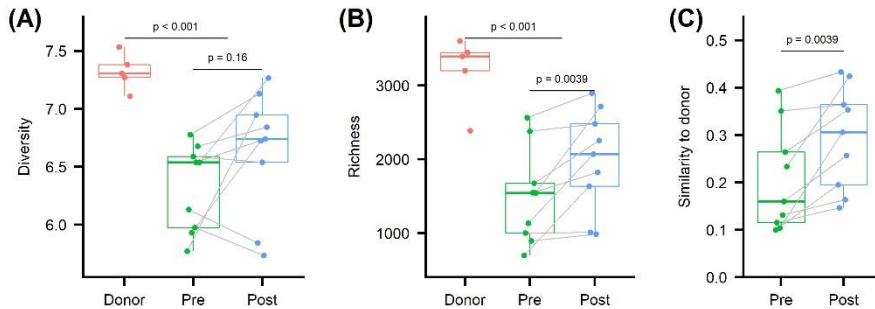 (A)
p < 0.001
p = 0.16
7.5
7.0
6.5
6.0
Diversity
Donor Pre Post
(B)
p < 0.001
p = 0.0039
3000
2000
1000
Richness
Donor Pre Post
(C)
p = 0.0039
0.5
0.4
0.3
0.2
0.1
0.0
Similarity to donor
Pre Post